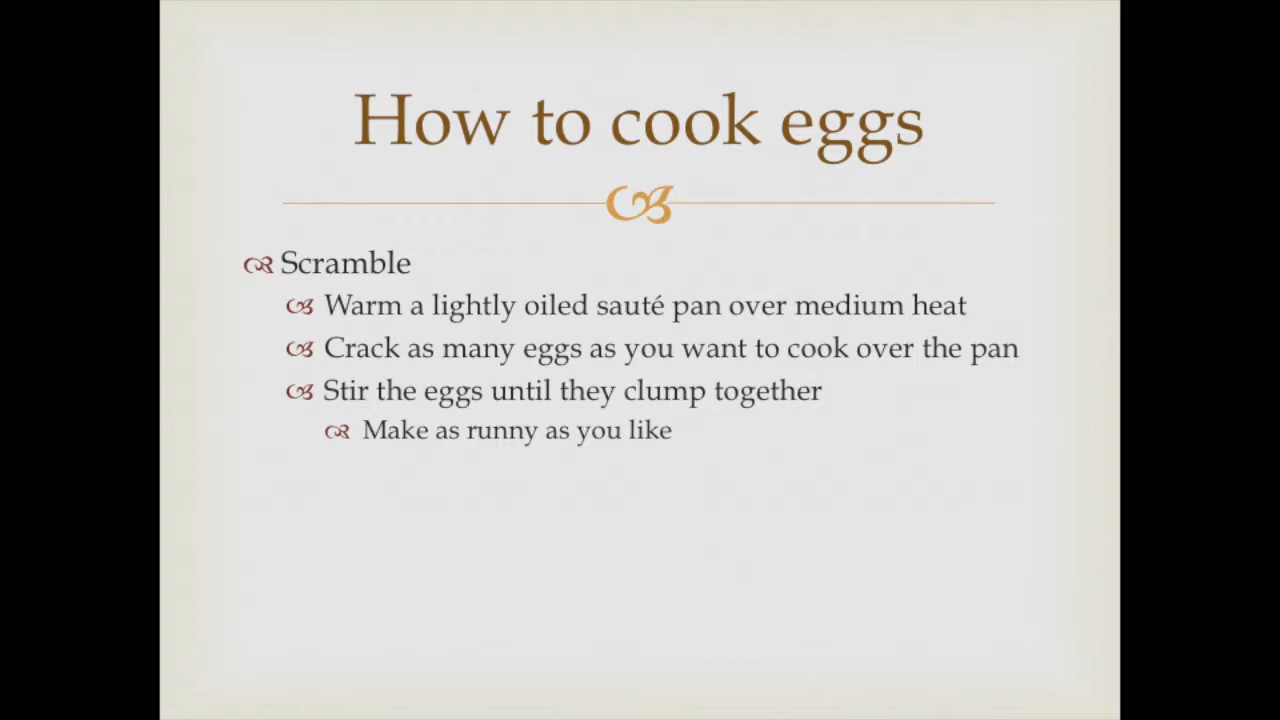 How to cook eggs
Scramble
Warm a lightly oiled sauté pan over medium heat
Crack as many eggs as you want to cook over the pan
Stir the eggs until they clump together
Make as runny as you like